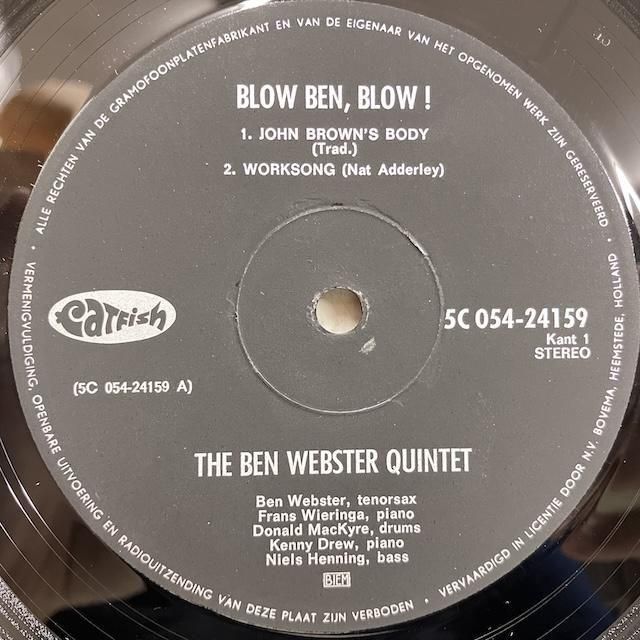 BLOW BEN, BLOW !
1. JOHN BROWN'S BODY
(Trad.)
2. WORKSONG (Nat Adderley)
CATFISH
5C 054-24159
Kant 1
STEREO
(5C 054-24159 A)
THE BEN WEBSTER QUINTET
Ben Webster, tenorsax
Frans Wieringa, piano
Donald MacKyre, drums
Kenny Drew, piano
Niels Henning, bass
BIEM
ALLE RECHTEN VAN DE GRAMOFOONPLATENFABRIKANT EN VAN DE EIGENAAR VAN HET OPGENOMEN WERK ZIJN GERESERVEERD •
VERMENIGVULDIGING, OPENBARE UITVOERING EN RADIOUITZENDING VAN DEZE PLAAT ZIJN VERBODEN •
VERVAARDIGD IN LICENTIE DOOR N.V. BOVEMA, HEEMSTEDE, HOLLAND •